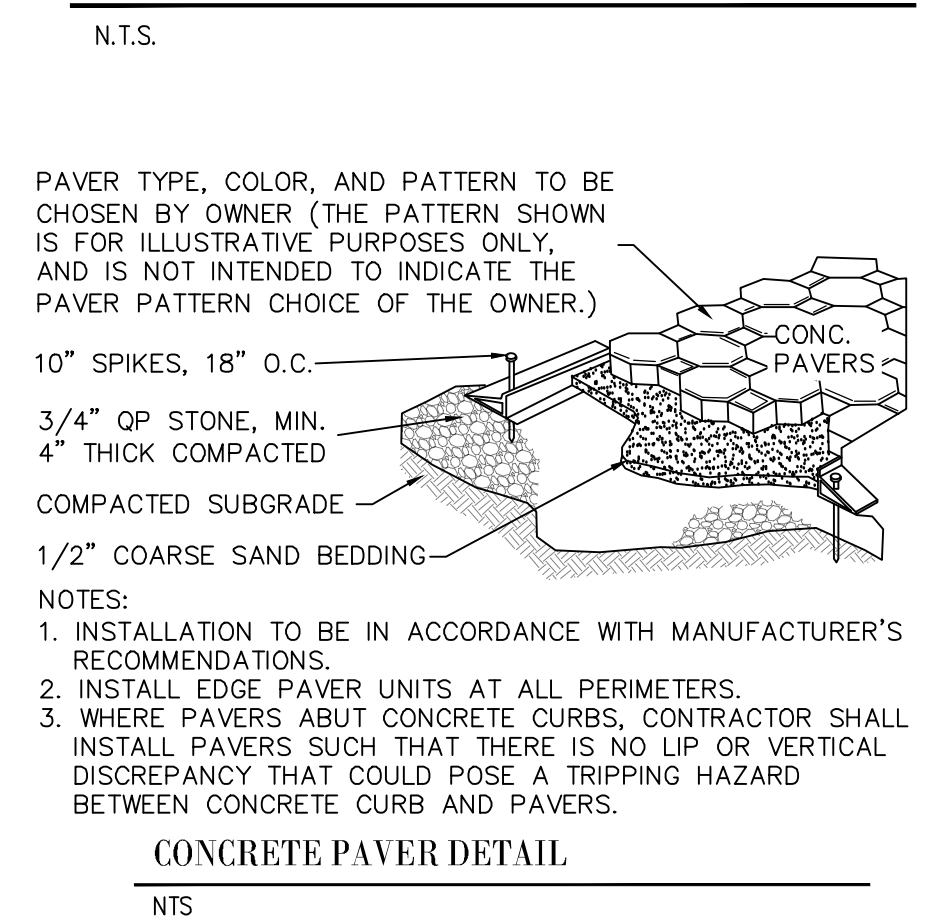 N.T.S.
PAVER TYPE, COLOR, AND PATTERN TO BE
CHOSEN BY OWNER (THE PATTERN SHOWN
IS FOR ILLUSTRATIVE PURPOSES ONLY,
AND IS NOT INTENDED TO INDICATE THE
PAVER PATTERN CHOICE OF THE OWNER.)
CONC.
PAVERS
10" SPIKES, 18" O.C.
3/4" QP STONE, MIN.
4" THICK COMPACTED
COMPACTED SUBGRADE
1/2" COARSE SAND BEDDING
NOTES:
1. INSTALLATION TO BE IN ACCORDANCE WITH MANUFACTURER'S
RECOMMENDATIONS.
2. INSTALL EDGE PAVER UNITS AT ALL PERIMETERS.
3. WHERE PAVERS ABUT CONCRETE CURBS, CONTRACTOR SHALL
INSTALL PAVERS SUCH THAT THERE IS NO LIP OR VERTICAL
DISCREPANCY THAT COULD POSE A TRIPPING HAZARD
BETWEEN CONCRETE CURB AND PAVERS.
CONCRETE PAVER DETAIL
NTS